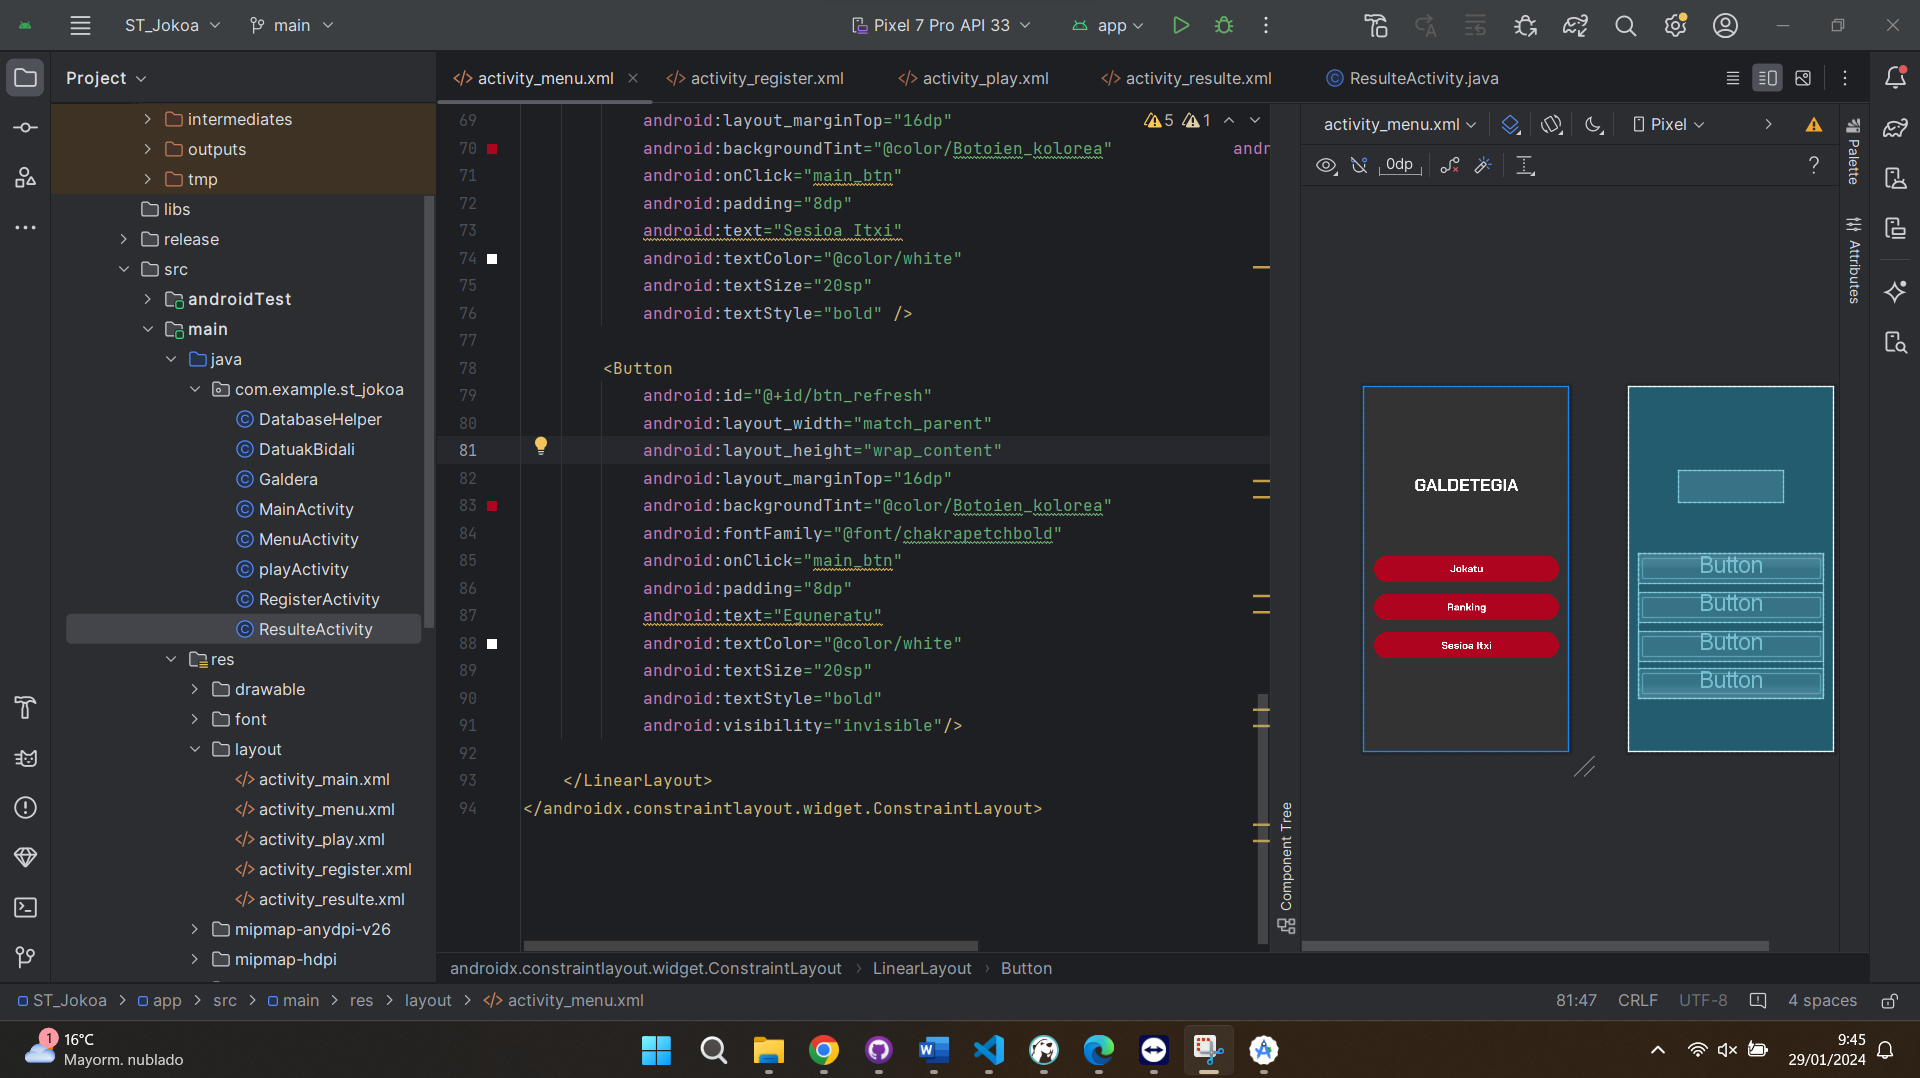 ST_Jokoa
main
Pixel 7 Pro API 33
app
Project
activity_menu.xml
activity_register.xml
activity_play.xml
activity_resulte.xml
ResulteActivity.java
intermediates
outputs
tmp
libs
release
src
androidTest
main
java
com.example.st_jokoa
DatabaseHelper
DatuakBidali
Galdera
MainActivity
MenuActivity
playActivity
RegisterActivity
ResulteActivity
res
drawable
font
layout
activity_main.xml
activity_menu.xml
activity_play.xml
activity_register.xml
activity_resulte.xml
mipmap-anydpi-v26
mipmap-hdpi
5 1
69 android:layout_marginTop="16dp"
70 android:backgroundTint="@color/Botoien_kolorea" andr
71 android:onClick="main_btn"
72 android:padding="8dp"
73 android:text="Sesioa Itxi"
74 android:textColor="@color/white"
75 android:textSize="20sp"
76 android:textStyle="bold" />
77
78 <Button
79 android:id="@+id/btn_refresh"
80 android:layout_width="match_parent"
81 android:layout_height="wrap_content"
82 android:layout_marginTop="16dp"
83 android:backgroundTint="@color/Botoien_kolorea"
84 android:fontFamily="@font/chakrapetchbold"
85 android:onClick="main_btn"
86 android:padding="8dp"
87 android:text="Eguneratu"
88 android:textColor="@color/white"
89 android:textSize="20sp"
90 android:textStyle="bold"
91 android:visibility="invisible"/>
92
93 </LinearLayout>
94 </androidx.constraintlayout.widget.ConstraintLayout>
androidx.constraintlayout.widget.ConstraintLayout › LinearLayout › Button
activity_menu.xml
Pixel
0dp
?
Palette
Attributes
Component Tree
GALDETEGIA
Jokatu
Ranking
Sesioa Itxi
Button
Button
Button
Button
ST_Jokoa > app > src > main > res > layout > activity_menu.xml
81:47 CRLF UTF-8 4 spaces
1
16°C
Mayorm. nublado
9:45
29/01/2024